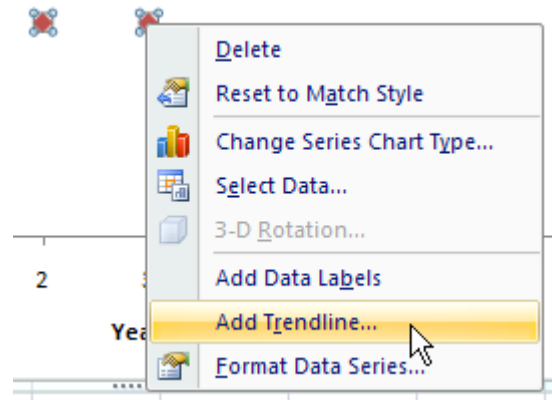 Delete
Reset to Match Style
Change Series Chart Type...
Select Data...
3-D Rotation...
Add Data Labels
2
Add Trendline...
Format Data Series...